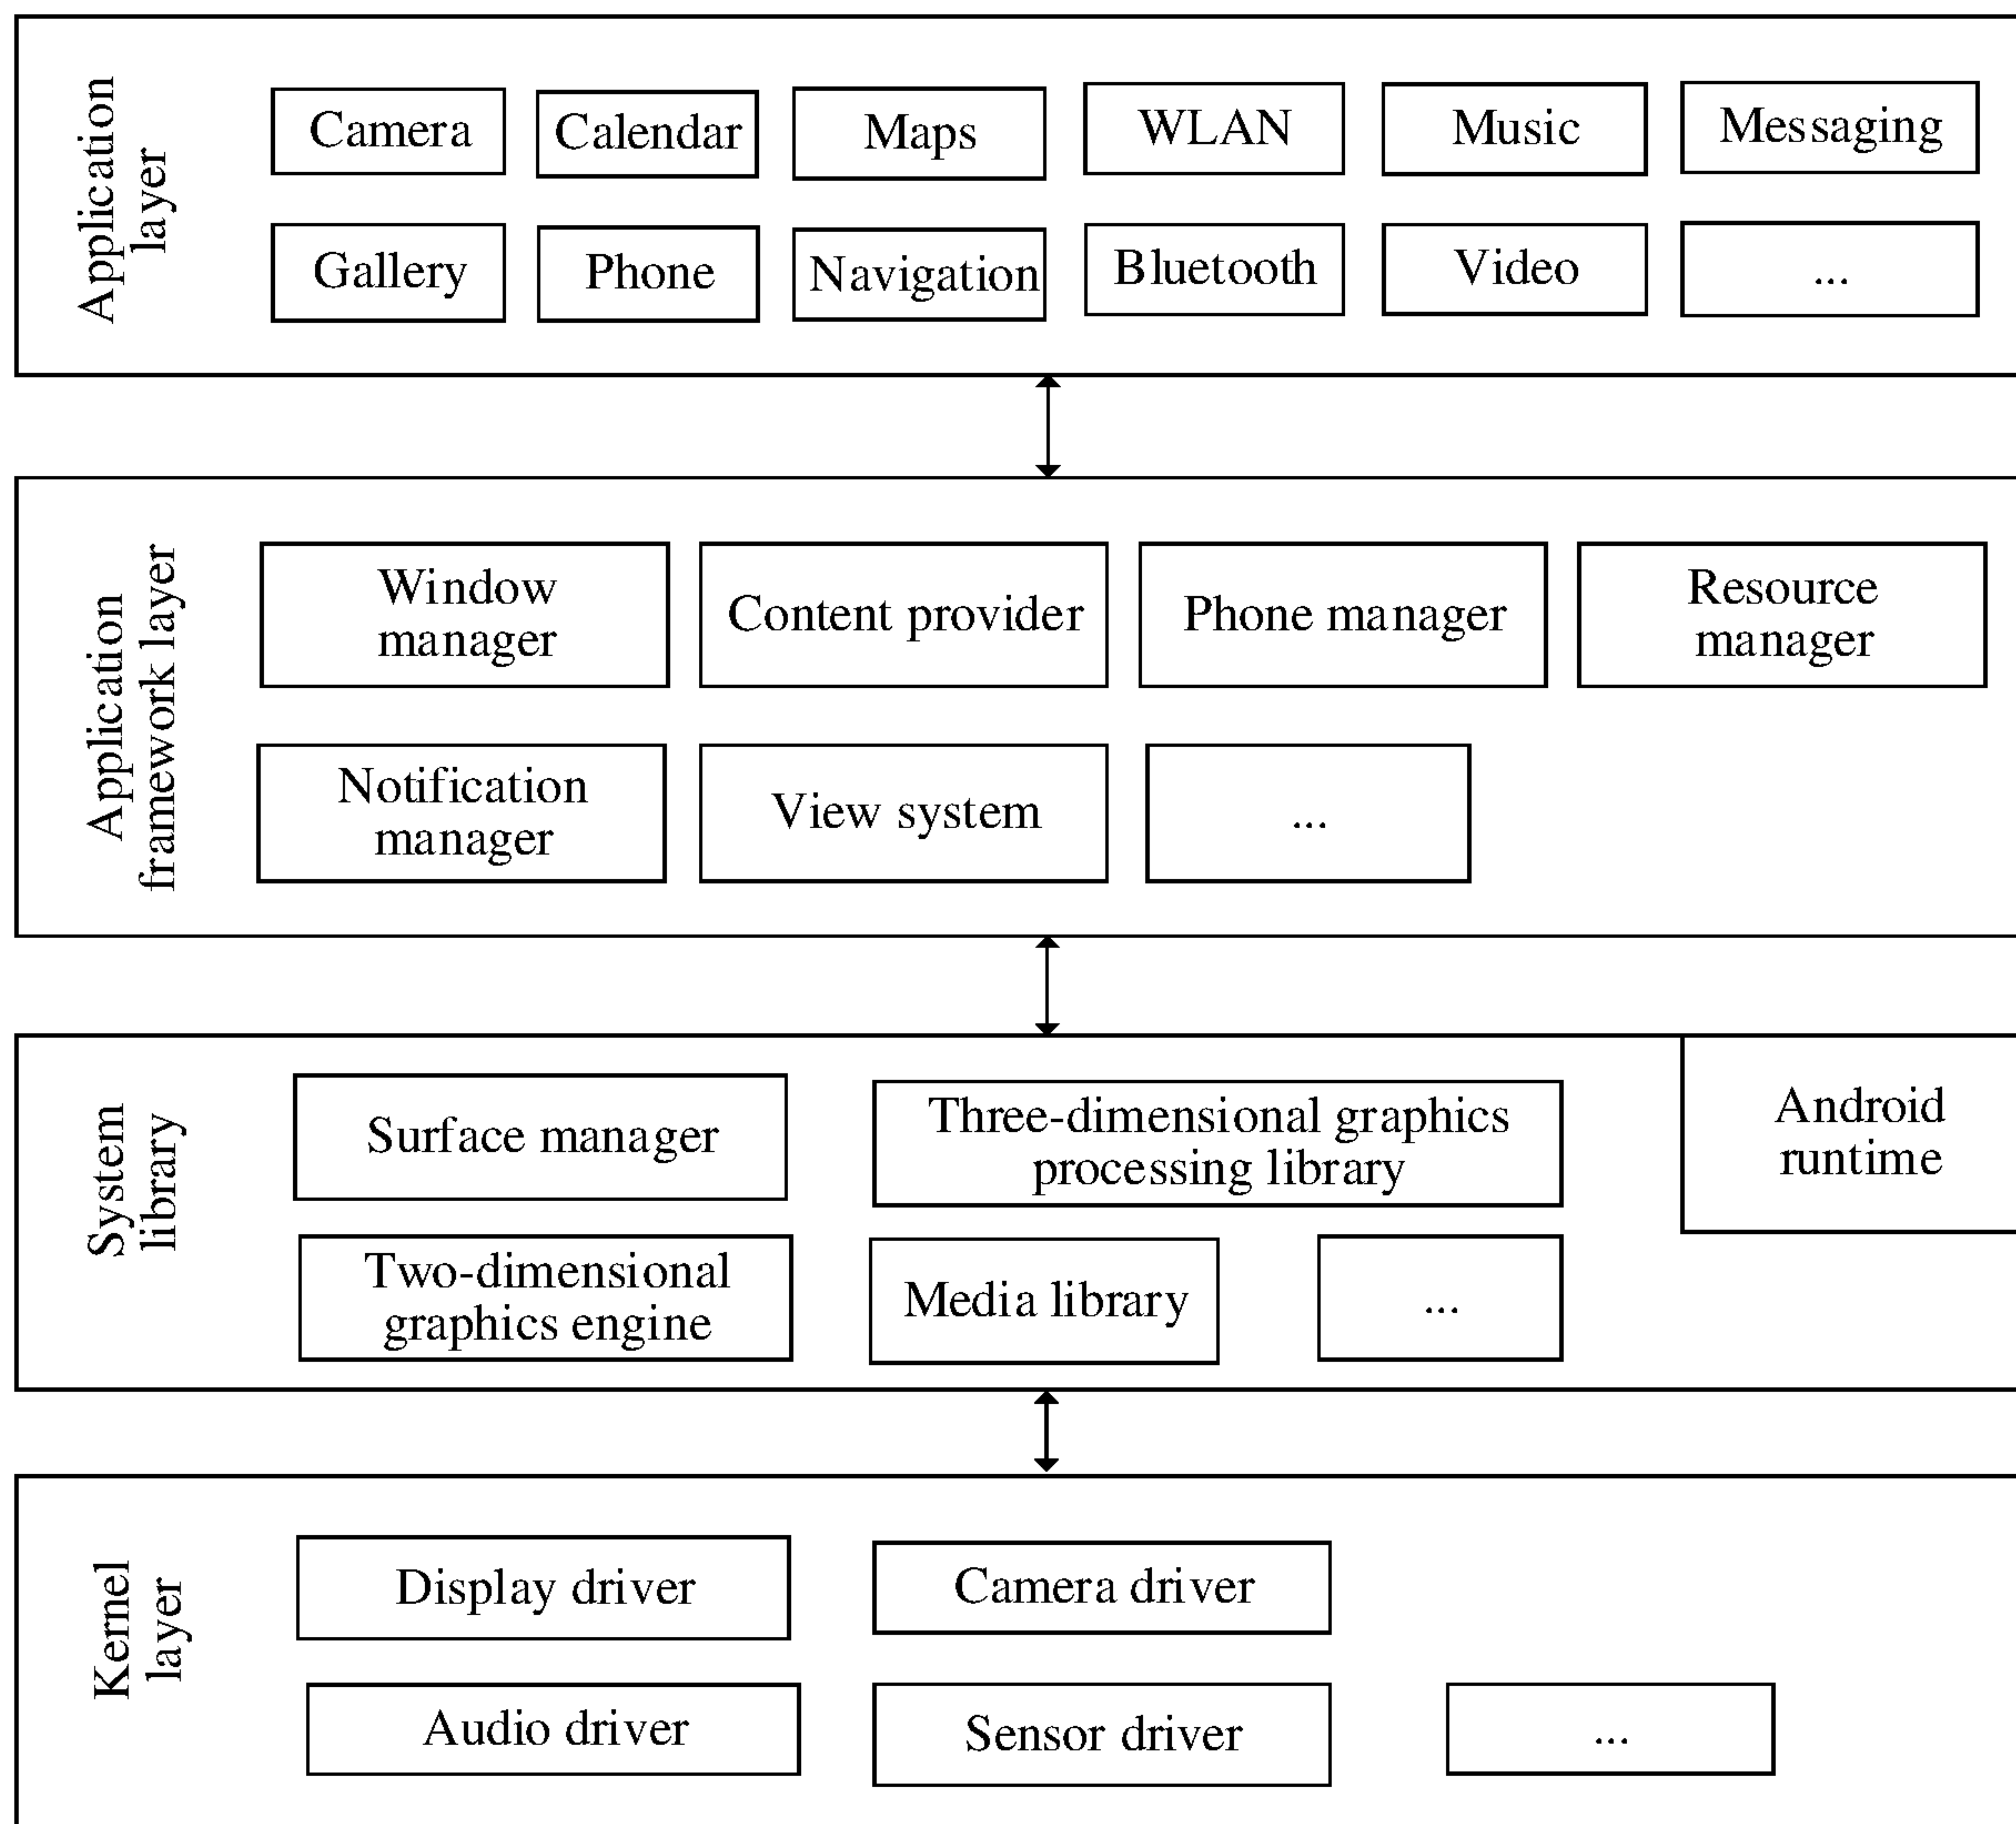 Application
layer
Camera
Calendar
Maps
WLAN
Music
Messaging
Gallery
Phone
Navigation
Bluetooth
Video
...
Application
framework layer
Window
manager
Content provider
Phone manager
Resource
manager
Notification
manager
View system
...
System
library
Surface manager
Three-dimensional graphics
processing library
Android
runtime
Two-dimensional
graphics engine
Media library
...
Kernel
layer
Display driver
Camera driver
Audio driver
Sensor driver
...